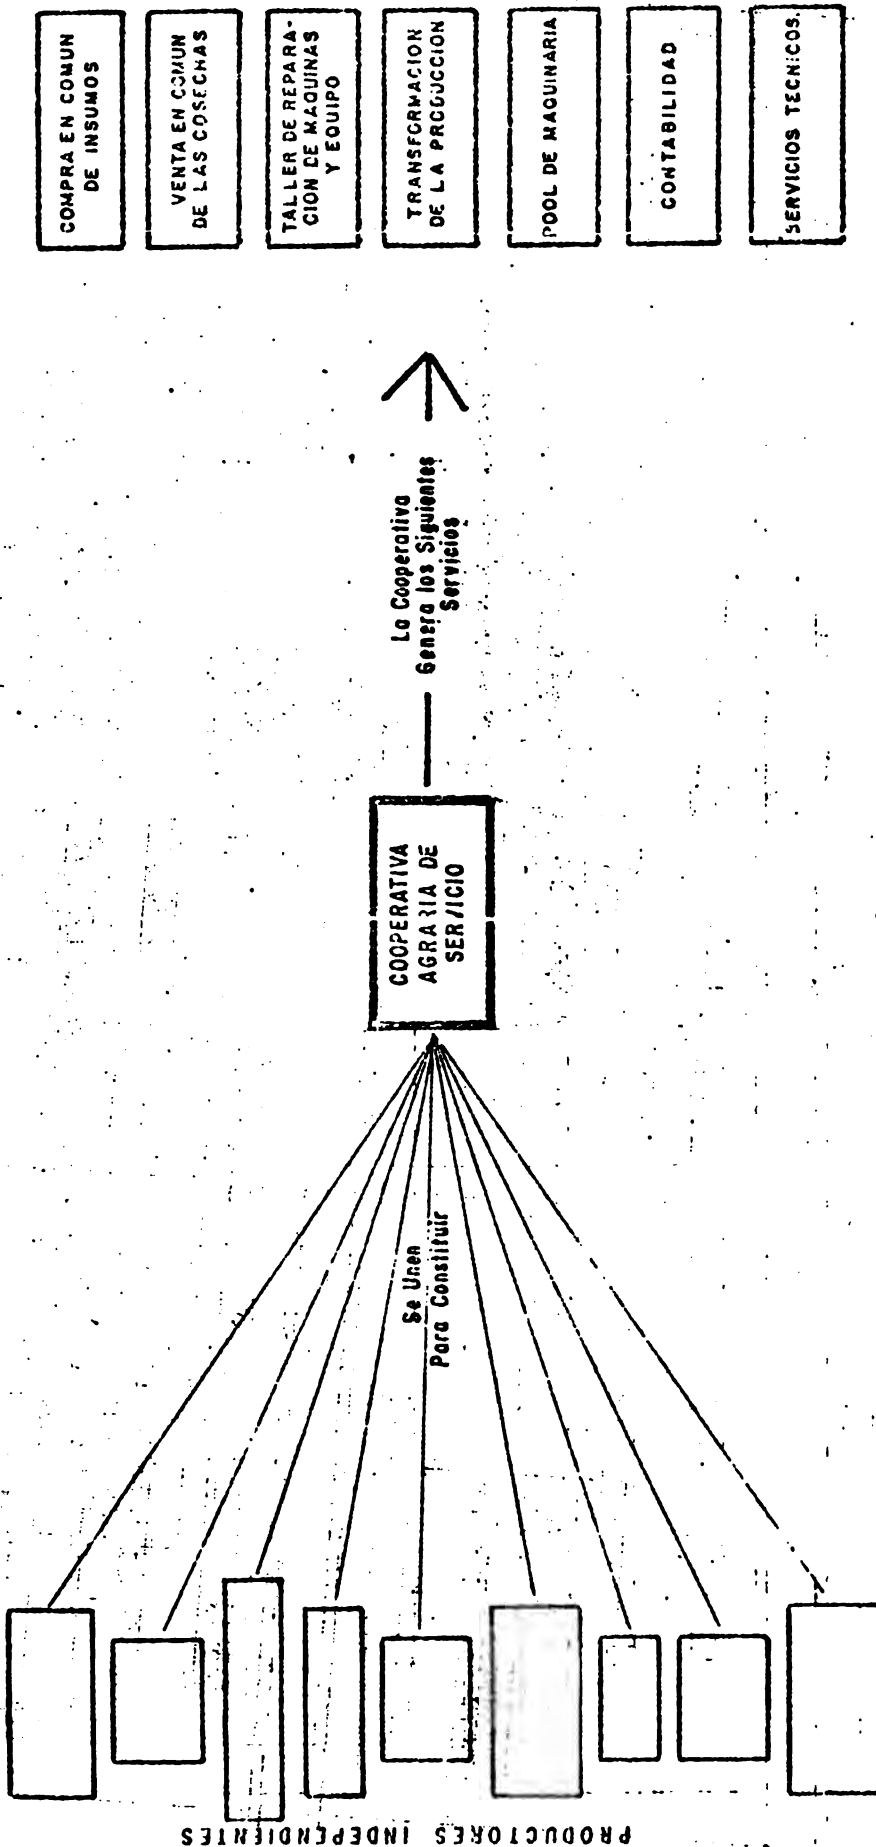 PRODUCTORES INDEPENDIENTES
Se Unen
Para Constituir
COOPERATIVA
AGRARIA DE
SERVICIO
La Cooperativa
Genera los Siguientes
Servicios
COMPRA EN COMUN
DE INSUMOS
VENTA EN COMUN
DE LAS COSECHAS
TALLER DE REPARA-
CION DE MAQUINAS
Y EQUIPO
TRANSFORMACION
DE LA PRODUCCION
POOL DE MAQUINARIA
CONTABILIDAD
SERVICIOS TECNICOS.